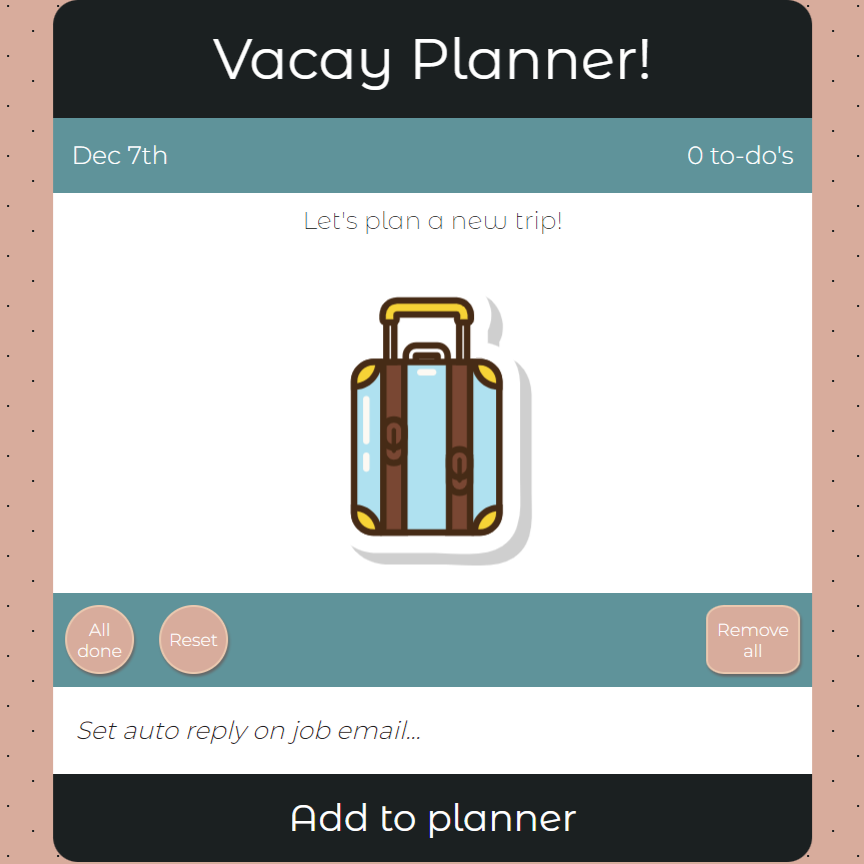 Vacay Planner!
Dec 7th
0 to-do's
Let's plan a new trip!
All
done
Reset
Remove
all
Set auto reply on job email...
Add to planner